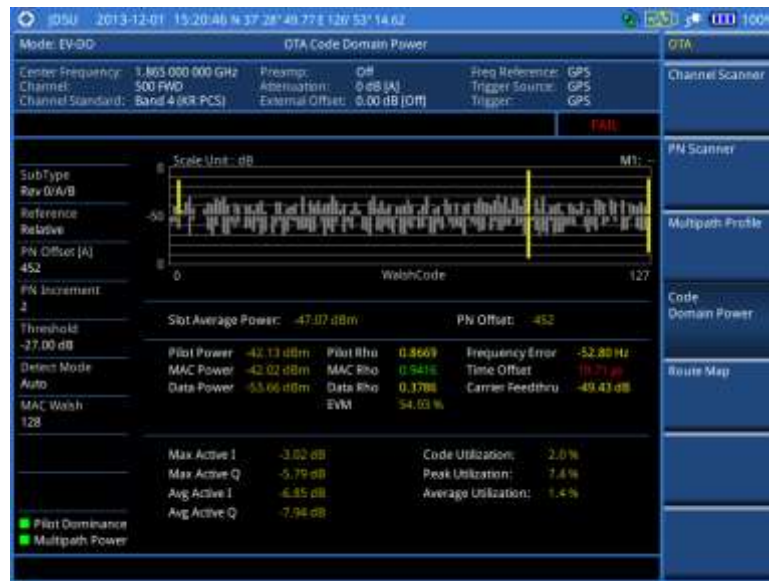 JDSU 2013-12-01 15:20:46 N 37° 28' 49.77 E 126° 53' 14.62 100%
Mode: EV-DO OTA Code Domain Power OTA
Center Frequency: 1.865 000 000 GHz Preamp: Off Freq Reference: GPS
Channel: 500 FWD Attenuation: 0 dB [A] Trigger Source: GPS
Channel Standard: Band 4 (KR PCS) External Offset: 0.00 dB [Off] Trigger: GPS
Channel Scanner
FAIL
PN Scanner
Scale Unit: dB M1: --
SubType
Rev 0/A/B
Reference
Relative
-50
Multipath Profile
PN Offset [A]
452
0 WalshCode 127
PN Increment
2
Code
Domain Power
Slot Average Power: -47.07 dBm PN Offset: 452
Threshold
-27.00 dB
Pilot Power -42.13 dBm Pilot Rho 0.8669 Frequency Error -52.80 Hz
MAC Power -42.02 dBm MAC Rho 0.9416 Time Offset
Data Power -53.66 dBm Data Rho 0.3786 Carrier Feedthru -49.43 dB
EVM 54.93 %
Detect Mode
Auto
Route Map
MAC Walsh
128
Max Active I -3.02 dB Code Utilization: 2.0 %
Max Active Q -5.79 dB Peak Utilization: 7.4 %
Avg Active I -6.85 dB Average Utilization: 1.4 %
Avg Active Q -7.94 dB
Pilot Dominance
Multipath Power